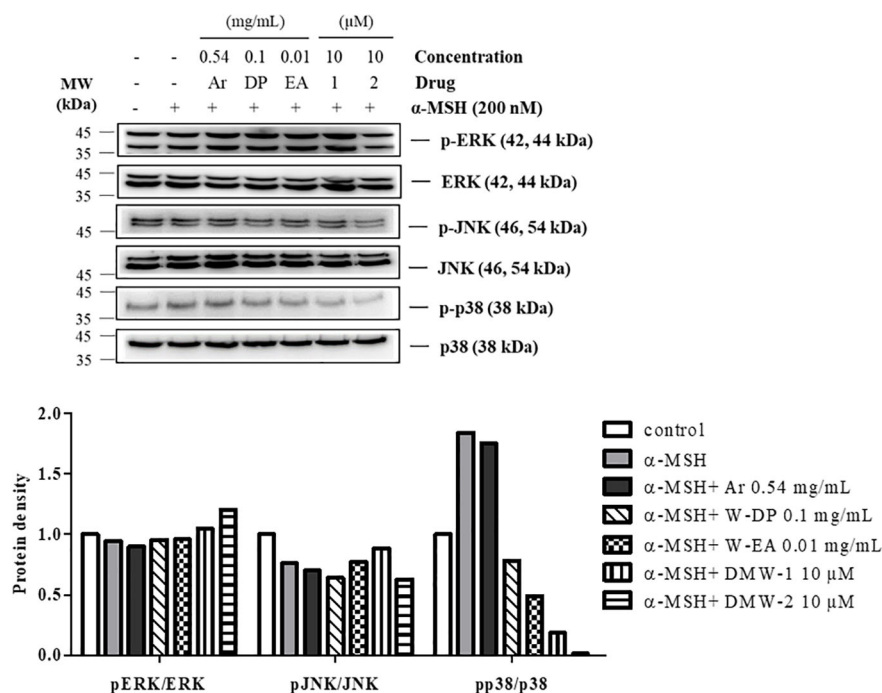 (mg/mL) (μM)
- - 0.54 0.1 0.01 10 10 Concentration
- - Ar DP EA 1 2 Drug
MW (kDa)
- + + + + + + α-MSH (200 nM)
45
35
p-ERK (42, 44 kDa)
45
35
ERK (42, 44 kDa)
45
p-JNK (46, 54 kDa)
45
JNK (46, 54 kDa)
45
35
p-p38 (38 kDa)
45
35
p38 (38 kDa)
Protein density
2.0
1.5
1.0
0.5
0.0
pERK/ERK pJNK/JNK pp38/p38
control
α-MSH
α-MSH+ Ar 0.54 mg/mL
α-MSH+ W-DP 0.1 mg/mL
α-MSH+ W-EA 0.01 mg/mL
α-MSH+ DMW-1 10 μM
α-MSH+ DMW-2 10 μM